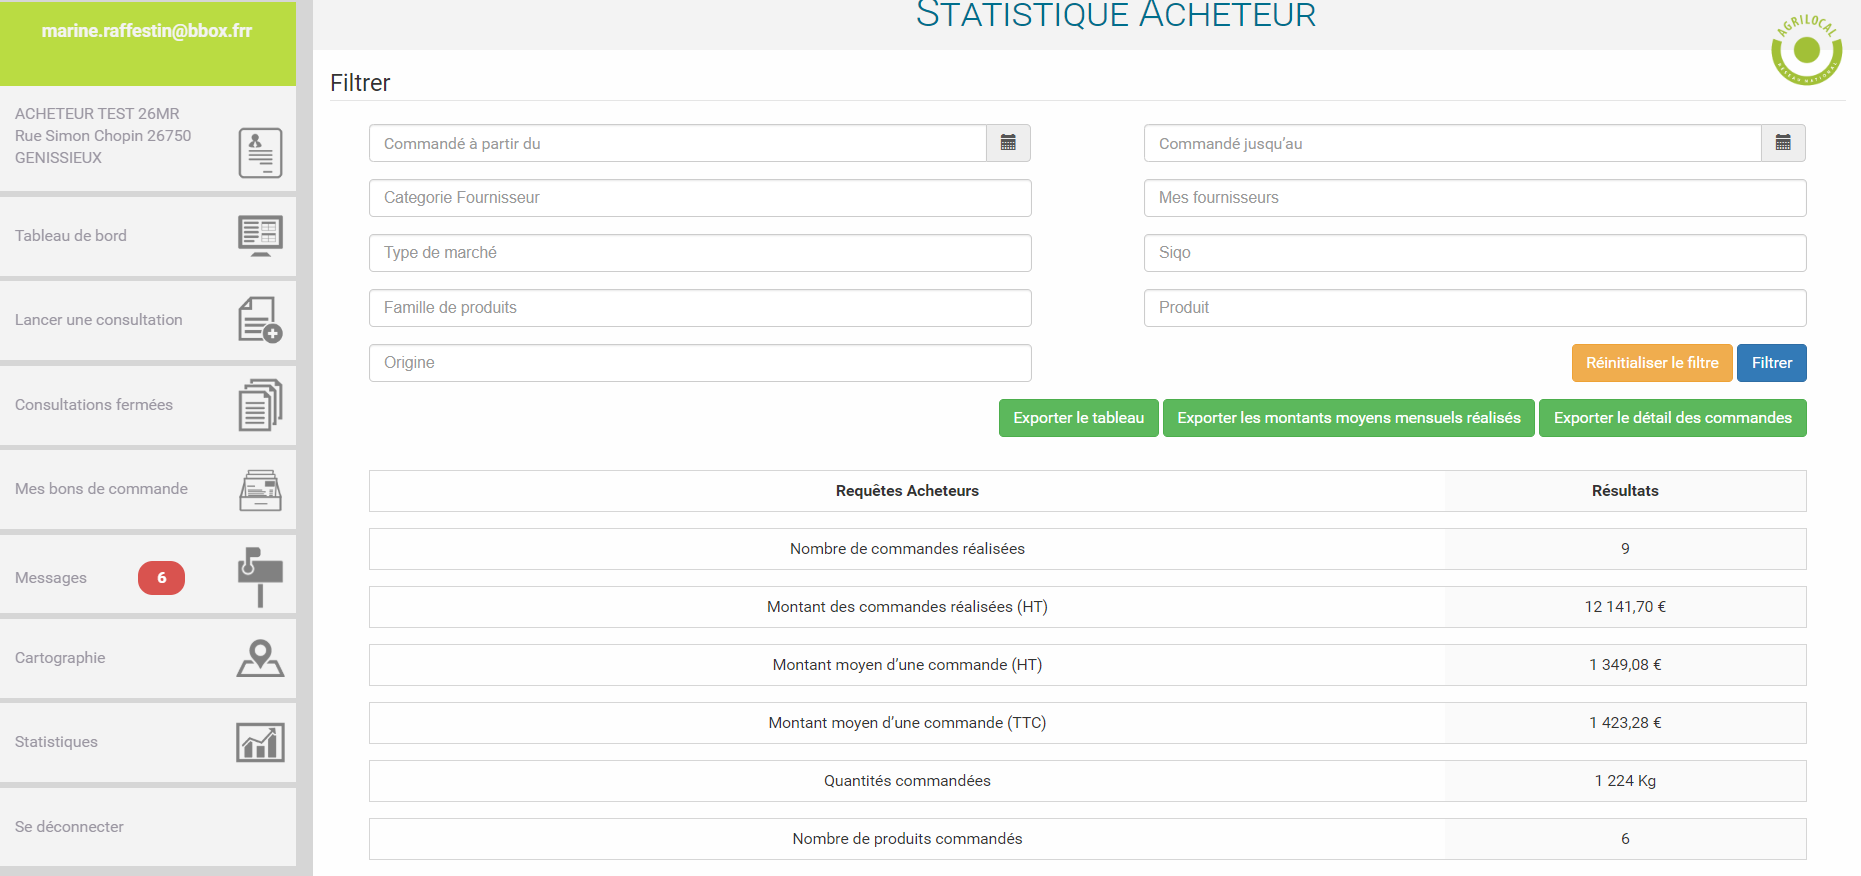 marine.raffestin@bbox.frr
ACHETEUR TEST 26MR
Rue Simon Chopin 26750
GENISSIEUX
Tableau de bord
Lancer une consultation
Consultations fermées
Mes bons de commande
Messages 6
Cartographie
Statistiques
Se déconnecter
STATISTIQUE ACHETEUR
AGRILOCAL
RÉSEAU NATIONAL
Filtrer
Commandé à partir du
Commandé jusqu’au
Categorie Fournisseur
Mes fournisseurs
Type de marché
Siqo
Famille de produits
Produit
Origine
Réinitialiser le filtre
Filtrer
Exporter le tableau
Exporter les montants moyens mensuels réalisés
Exporter le détail des commandes
Requêtes Acheteurs Résultats
Nombre de commandes réalisées 9
Montant des commandes réalisées (HT) 12 141,70 €
Montant moyen d’une commande (HT) 1 349,08 €
Montant moyen d’une commande (TTC) 1 423,28 €
Quantités commandées 1 224 Kg
Nombre de produits commandés 6